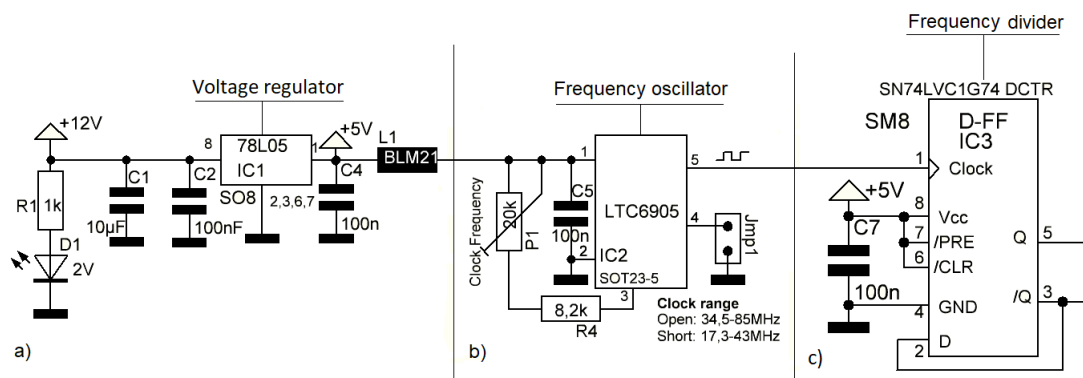 Voltage regulator
+12V
8
78L05
IC1
1
+5V
L1
BLM21
SO8
2,3,6,7
R1
1k
C1
10µF
C2
100nF
C4
100n
D1
2V
a)
Frequency oscillator
1
5
LTC6905
4
C5
100n
2
IC2
SOT23-5
3
20k
P1
Clock Frequency
8,2k
R4
Jmp1
Clock range
Open: 34,5-85MHz
Short: 17,3-43MHz
b)
Frequency divider
SN74LVC1G74 DCTR
SM8
D-FF
IC3
1
Clock
+5V
8
Vcc
7
/PRE
6
/CLR
C7
100n
4
GND
2
D
Q
5
/Q
3
c)